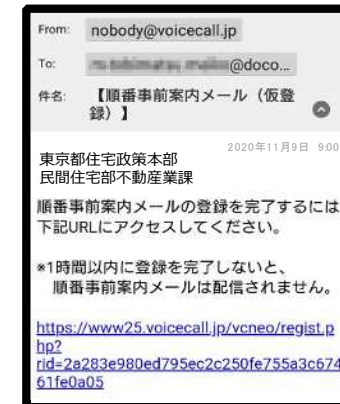 From: nobody@voicecall.jp
To: @doco...
件名: 【順番事前案内メール（仮登
録）】
2020年11月9日 9:00
東京都住宅政策本部
民間住宅部不動産業課
順番事前案内メールの登録を完了するには
下記URLにアクセスしてください。
*1時間以内に登録を完了しないと、
順番事前案内メールは配信されません。
https://www25.voicecall.jp/vcneo/regist.p
hp?
rid=2a283e980ed795ec2c250fe755a3c674
61fe0a05